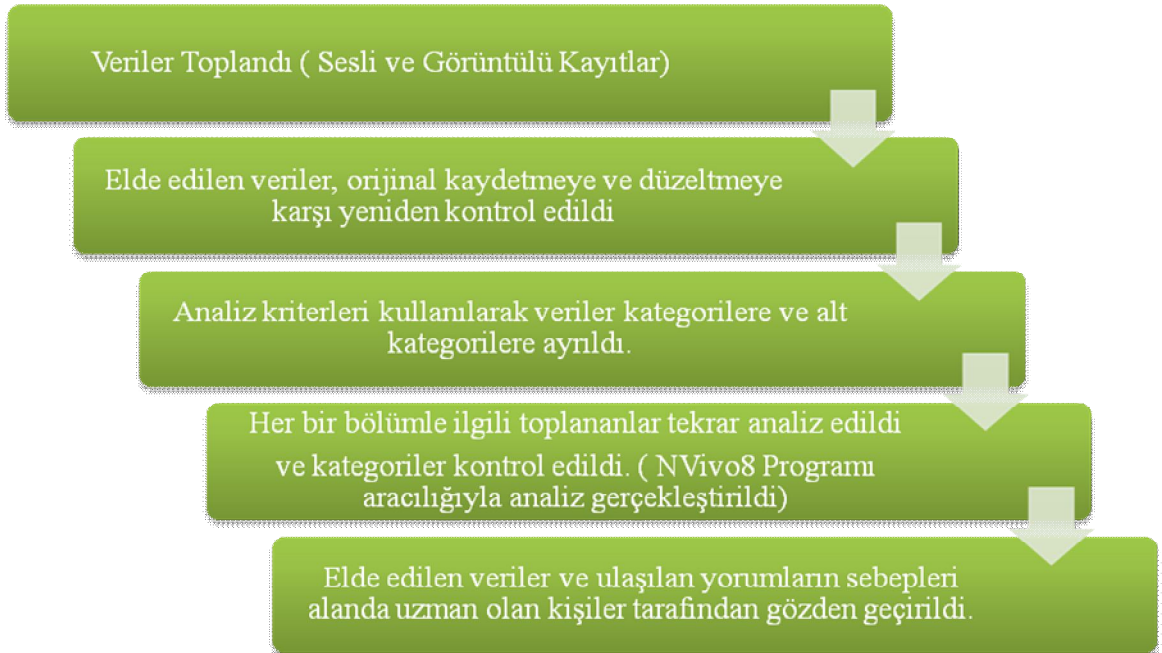 Veriler Toplandı ( Sesli ve Görüntülü Kayıtlar)
Elde edilen veriler, orijinal kaydetmeye ve düzeltmeye
karşı yeniden kontrol edildi
Analiz kriterleri kullanılarak veriler kategorilere ve alt
kategorilere ayrıldı.
Her bir bölümle ilgili toplananlar tekrar analiz edildi
ve kategoriler kontrol edildi. ( NVivo8 Programı
aracılığıyla analiz gerçekleştirildi)
Elde edilen veriler ve ulaşılan yorumların sebepleri
alanda uzman olan kişiler tarafından gözden geçirildi.